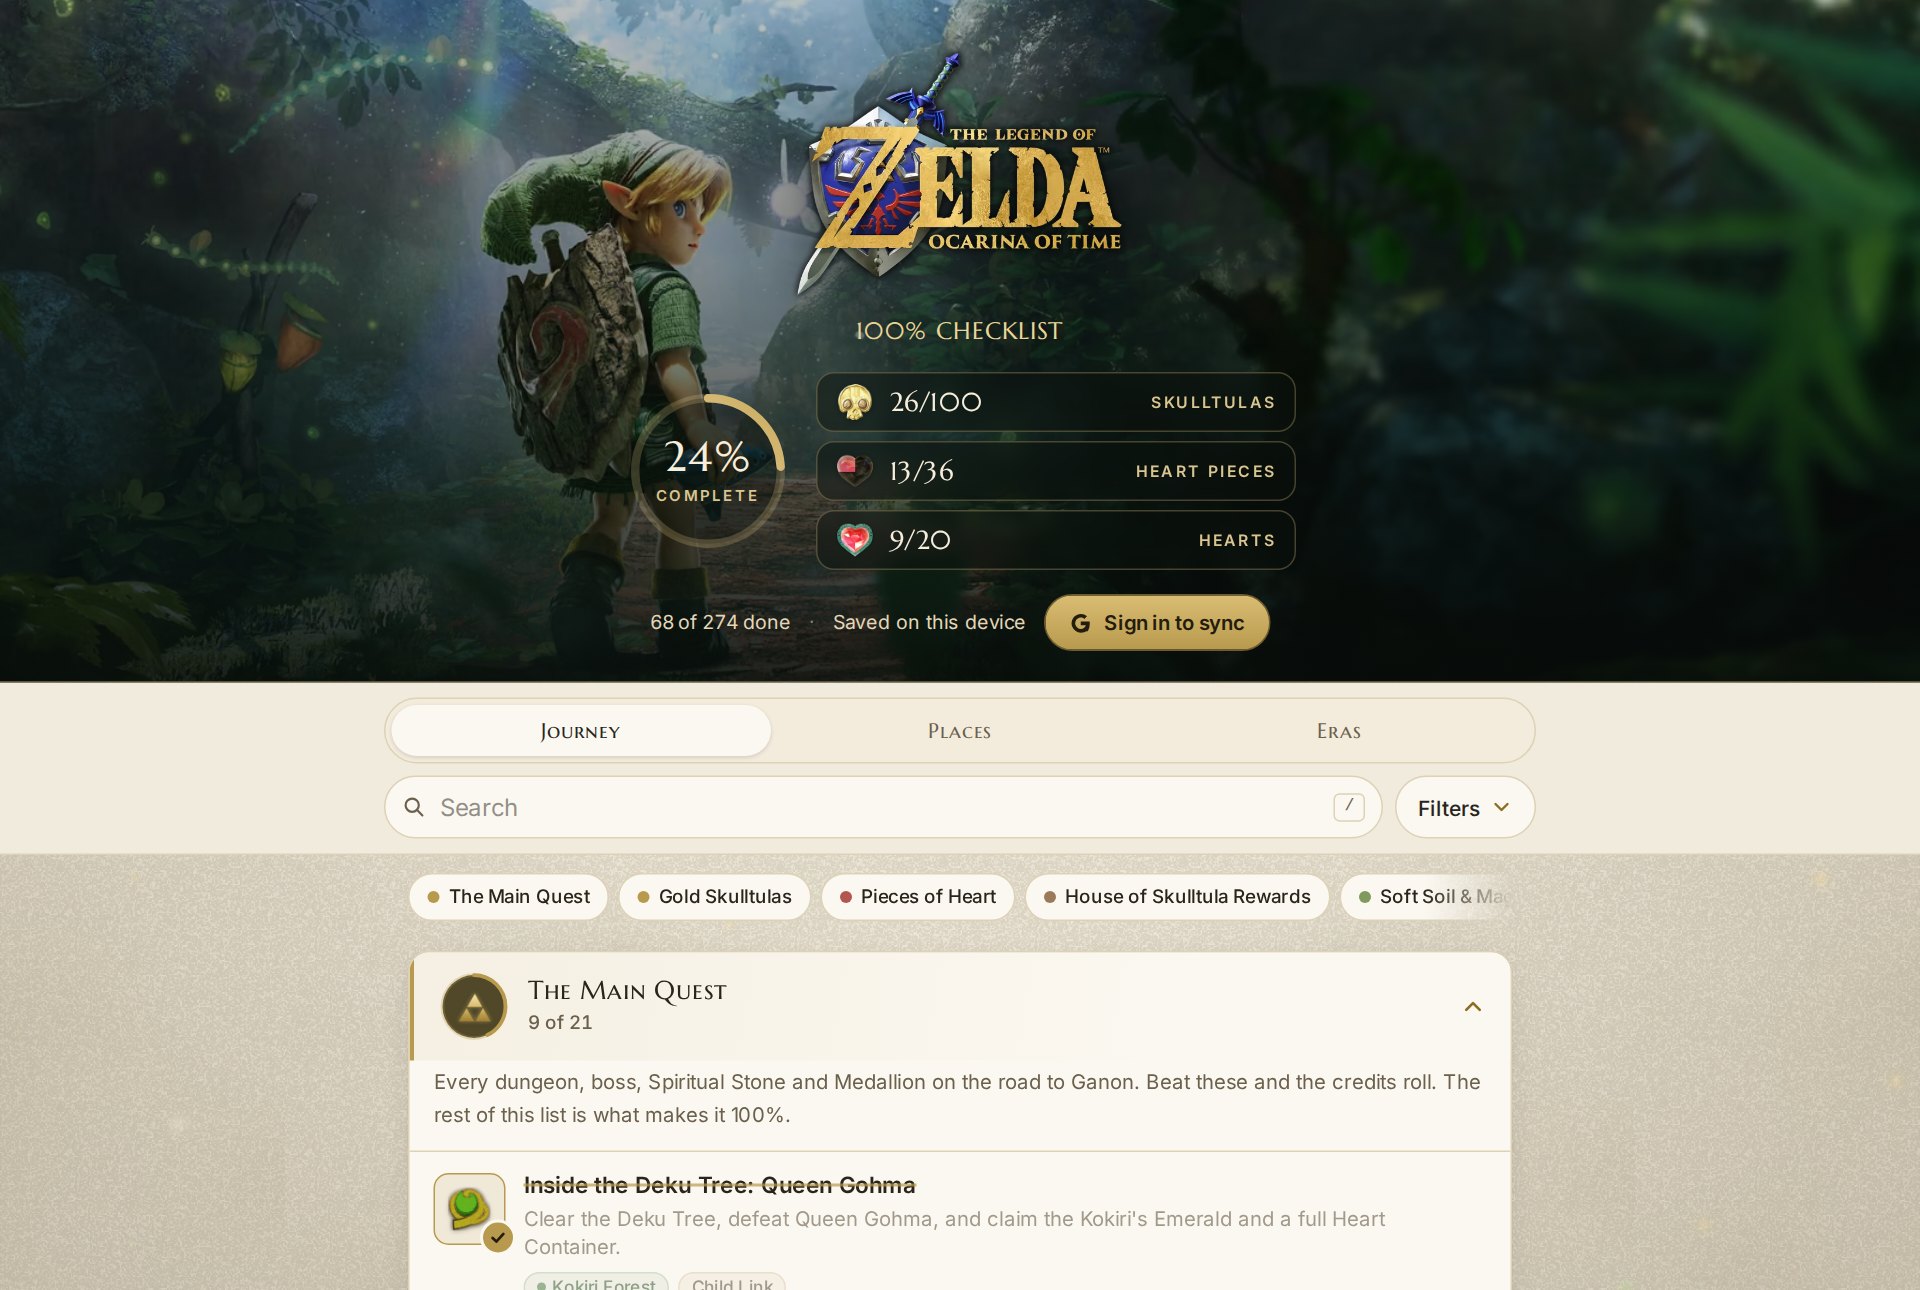 THE LEGEND OF
ZELDA™
OCARINA OF TIME
100% CHECKLIST
24%
COMPLETE
26/100 SKULLTULAS
13/36 HEART PIECES
9/20 HEARTS
68 of 274 done · Saved on this device G Sign in to sync
Journey Places Eras
Search / Filters
The Main Quest Gold Skulltulas Pieces of Heart House of Skulltula Rewards Soft Soil &
The Main Quest
9 of 21
Every dungeon, boss, Spiritual Stone and Medallion on the road to Ganon. Beat these and the credits roll. The
rest of this list is what makes it 100%.
Inside the Deku Tree: Queen Gohma
Clear the Deku Tree, defeat Queen Gohma, and claim the Kokiri's Emerald and a full Heart
Container.
Kokiri Forest Child Link